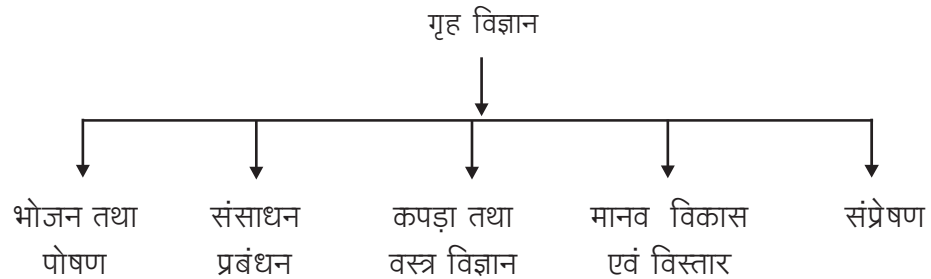 गृह विज्ञान
भोजन तथा
पोषण
संसाधन
प्रबंधन
कपड़ा तथा
वस्त्र विज्ञान
मानव विकास
एवं विस्तार
संप्रेषण